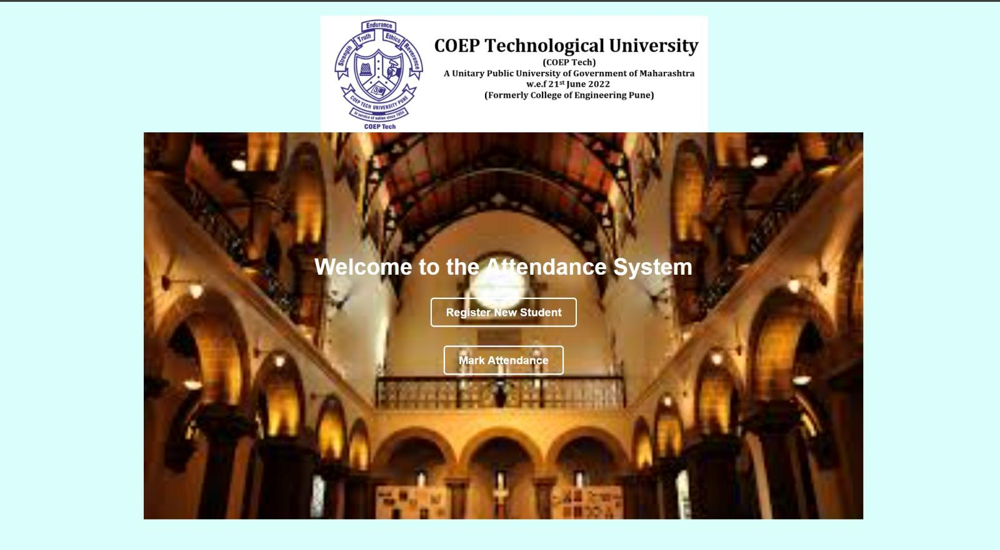 Endurance
Truth
Ethics
Strength
Reverence
COEP TECH UNIVERSITY PUNE
In service of nation since 1854
COEP Tech
COEP Technological University
(COEP Tech)
A Unitary Public University of Government of Maharashtra
w.e.f 21st June 2022
(Formerly College of Engineering Pune)
Welcome to the Attendance System
Register New Student
Mark Attendance